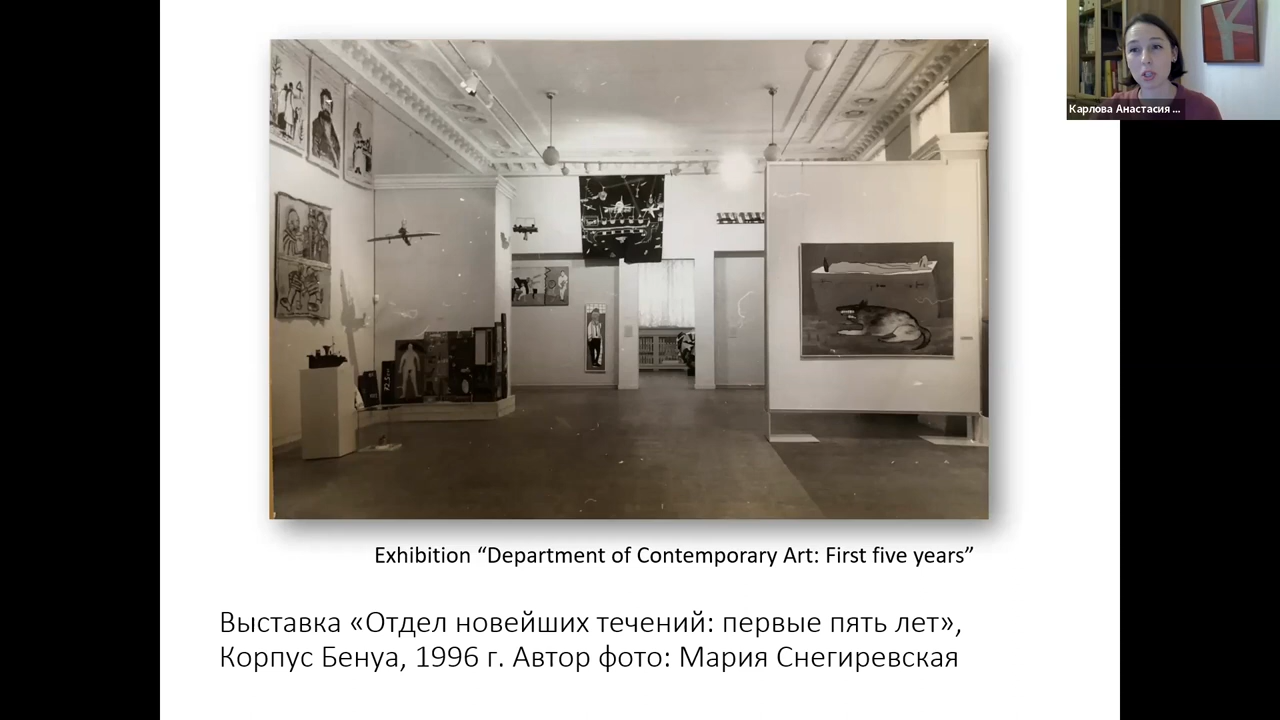 Карлова Анастасия ...
Exhibition “Department of Contemporary Art: First five years”
Выставка «Отдел новейших течений: первые пять лет»,
Корпус Бенуа, 1996 г. Автор фото: Мария Снегиревская